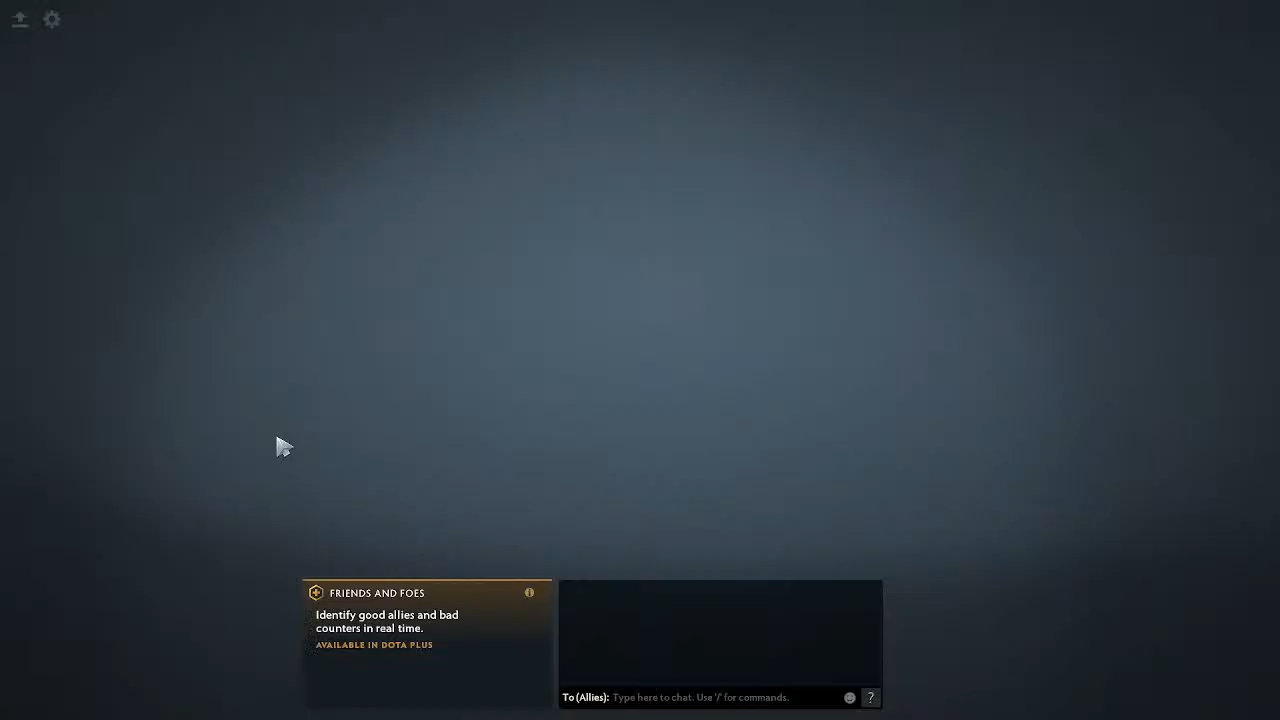 FRIENDS AND FOES
Identify good allies and bad
counters in real time.
AVAILABLE IN DOTA PLUS
To (Allies): Type here to chat. Use '/' for commands.
?